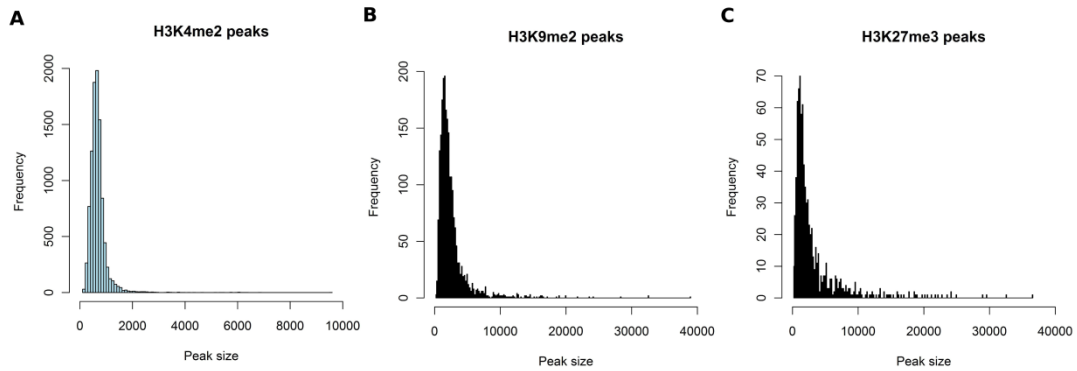 A
H3K4me2 peaks
Frequency
2000
1500
1000
500
0
0 2000 4000 6000 8000 10000
Peak size
B
H3K9me2 peaks
Frequency
200
150
100
50
0
0 10000 20000 30000 40000
Peak size
C
H3K27me3 peaks
Frequency
70
60
50
40
30
20
10
0
0 10000 20000 30000 40000
Peak size